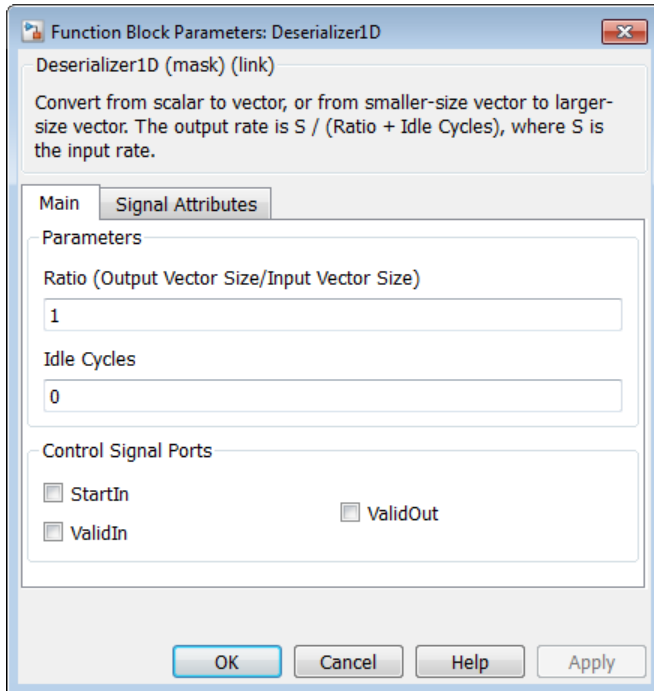 Function Block Parameters: Deserializer1D
Deserializer1D (mask) (link)
Convert from scalar to vector, or from smaller-size vector to larger-
size vector. The output rate is S / (Ratio + Idle Cycles), where S is
the input rate.
Main Signal Attributes
Parameters
Ratio (Output Vector Size/Input Vector Size)
1
Idle Cycles
0
Control Signal Ports
StartIn
ValidOut
ValidIn
OK Cancel Help Apply